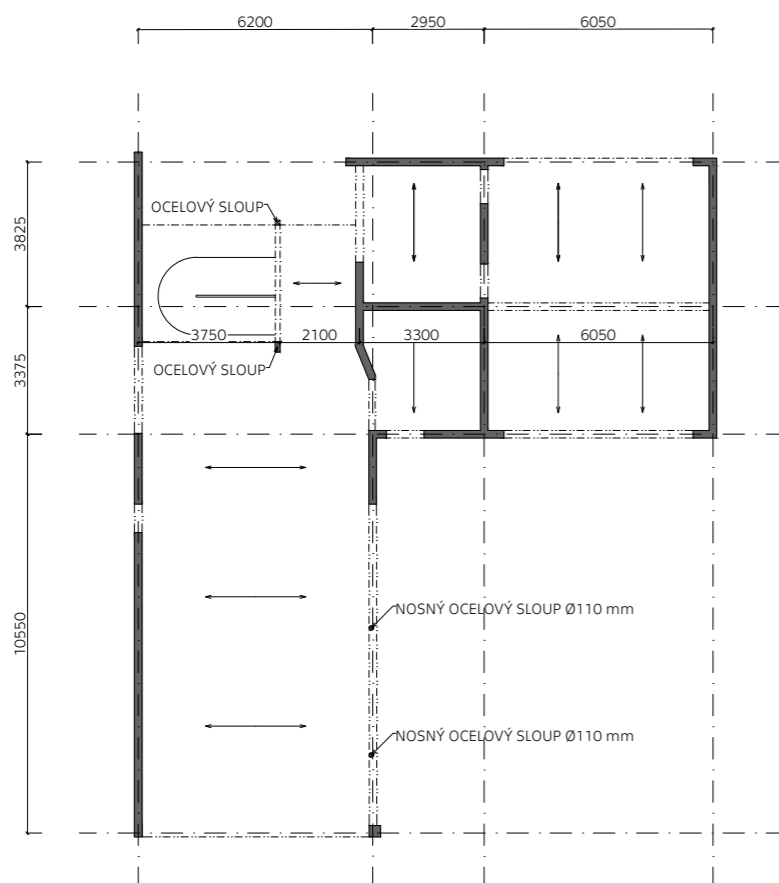 6200 2950 6050
3825
OCELOVÝ SLOUP
3750 2100 3300 6050
3375
OCELOVÝ SLOUP
10550
NOSNÝ OCELOVÝ SLOUP Ø110 mm
NOSNÝ OCELOVÝ SLOUP Ø110 mm